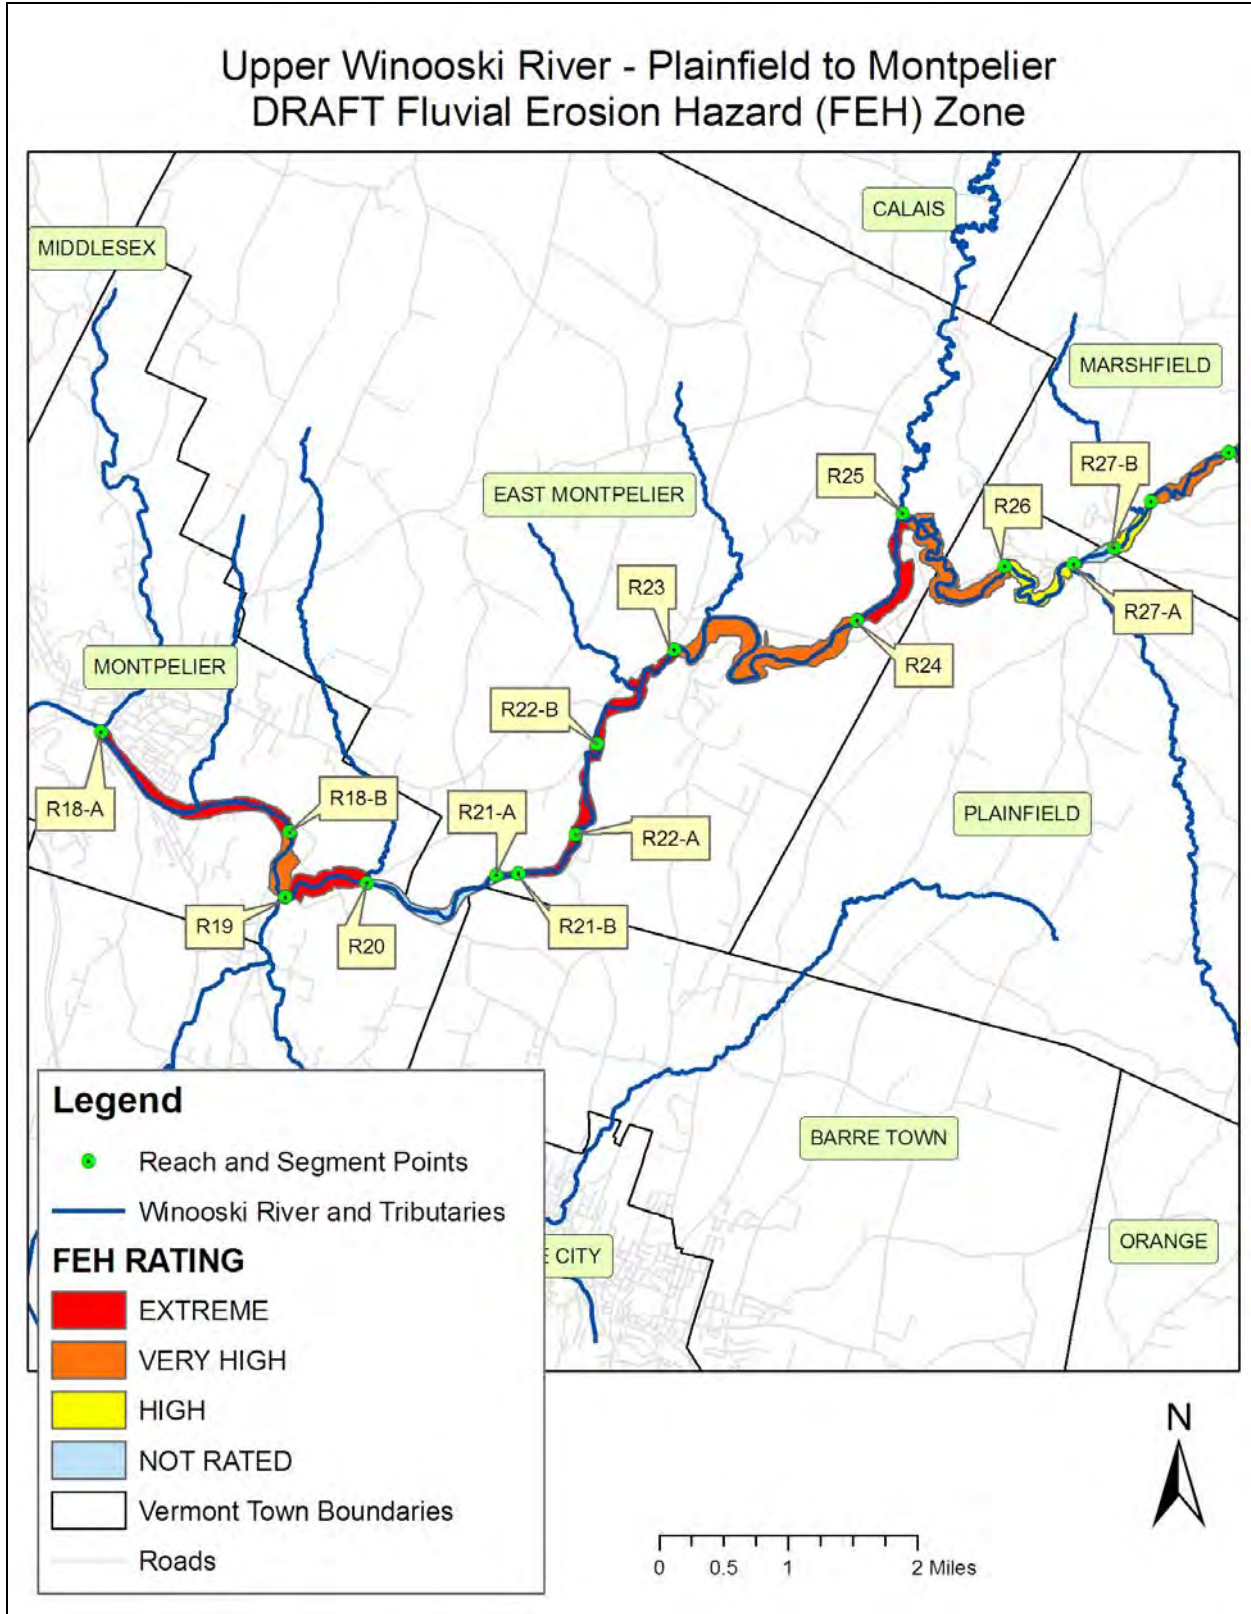 Upper Winooski River - Plainfield to Montpelier
DRAFT Fluvial Erosion Hazard (FEH) Zone
CALAIS
MIDDLESEX
MARSHFIELD
R27-B
R25
EAST MONTPELIER
R26
R23
R27-A
MONTPELIER
R24
R22-B
R18-B
R18-A
R21-A
PLAINFIELD
R22-A
R19
R21-B
R20
Legend
Reach and Segment Points
Winooski River and Tributaries
FEH RATING
EXTREME
VERY HIGH
HIGH
NOT RATED
Vermont Town Boundaries
Roads
BARRE TOWN
ORANGE
E CITY
N
0 0.5 1 2 Miles